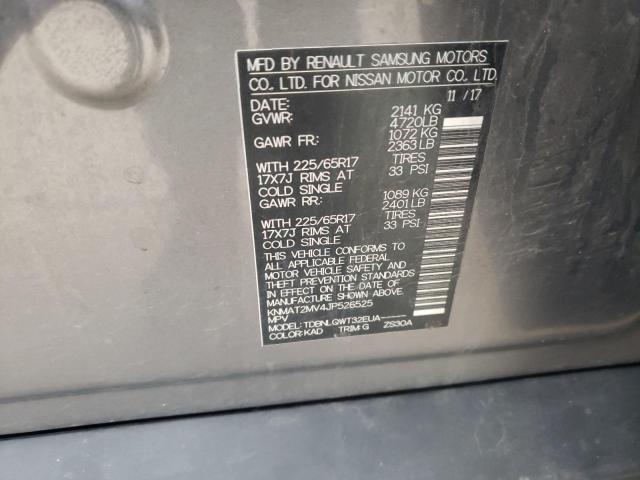 MFD BY RENAULT SAMSUNG MOTORS
CO., LTD. FOR NISSAN MOTOR CO., LTD.
DATE: 11 /17
GVWR: 2141 KG
4720LB
GAWR FR: 1072 KG
2363 LB
WITH 225/65R17 TIRES
17X7J RIMS AT 33 PSI
COLD SINGLE
GAWR RR: 1089 KG
2401 LB
WITH 225/65R17 TIRES
17X7J RIMS AT 33 PSI
COLD SINGLE
THIS VEHICLE CONFORMS TO
ALL APPLICABLE FEDERAL
MOTOR VEHICLE SAFETY AND
THEFT PREVENTION STANDARDS
IN EFFECT ON THE DATE OF
MANUFACTURE SHOWN ABOVE.
KNMAT2MV4JP526525
MPV
MODEL: TDBNLQWT32EUA-----
COLOR: KAD TRIM: G ZS30A